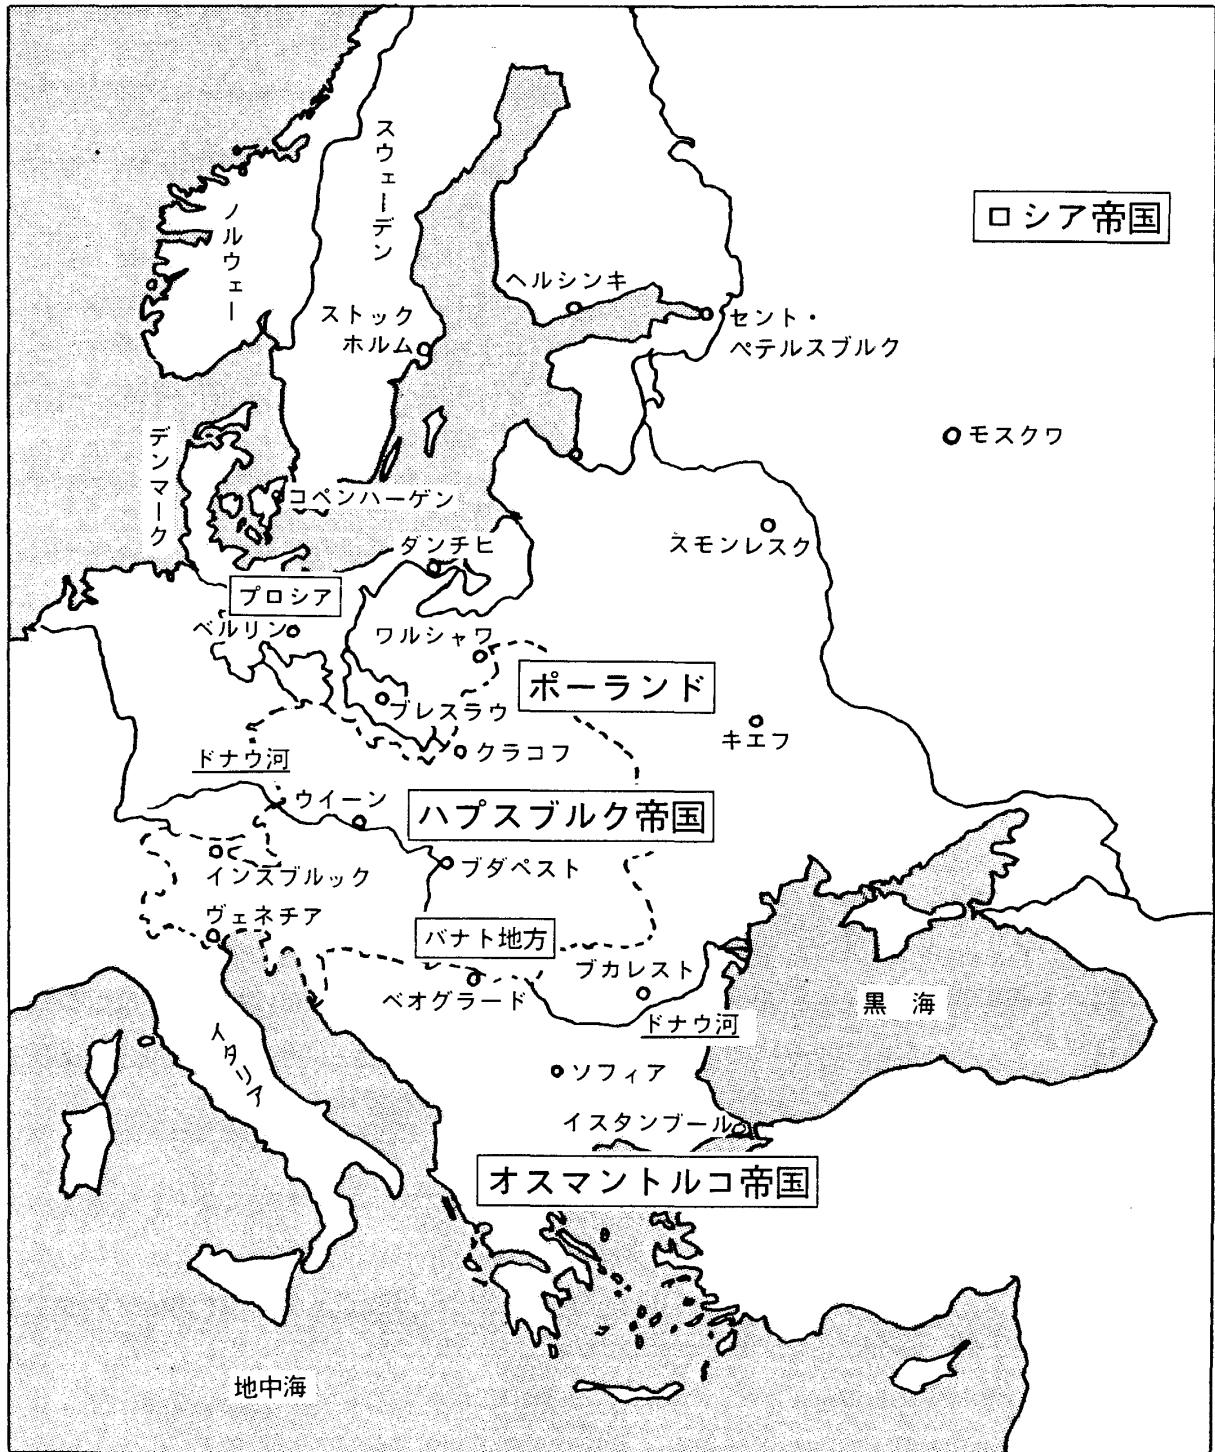 スウェーデン
ノルウェー
ロシア帝国
ヘルシンキ
ストック
ホルム
セント・
ペテルスブルク
デンマーク
モスクワ
コペンハーゲン
スモンレスク
ダンチヒ
プロシア
ベルリン
ワルシャワ
ポーランド
ブレスラウ
キエフ
クラコフ
ドナウ河
ウイーン
ハプスブルク帝国
ブダペスト
インスブルック
ヴェネチア
バナト地方
ブカレスト
ベオグラード
黒海
ドナウ河
イタリア
ソフィア
イスタンブール
オスマントルコ帝国
地中海